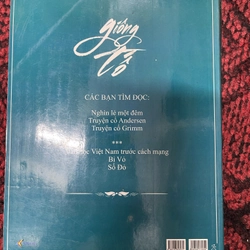 giông
tố
CÁC BẠN TÌM ĐỌC:
Nghìn lẻ một đêm
Truyện cổ Andersen
Truyện cổ Grimm
***
học Việt Nam trước cách mạng
Bỉ Vỏ
Số Đỏ